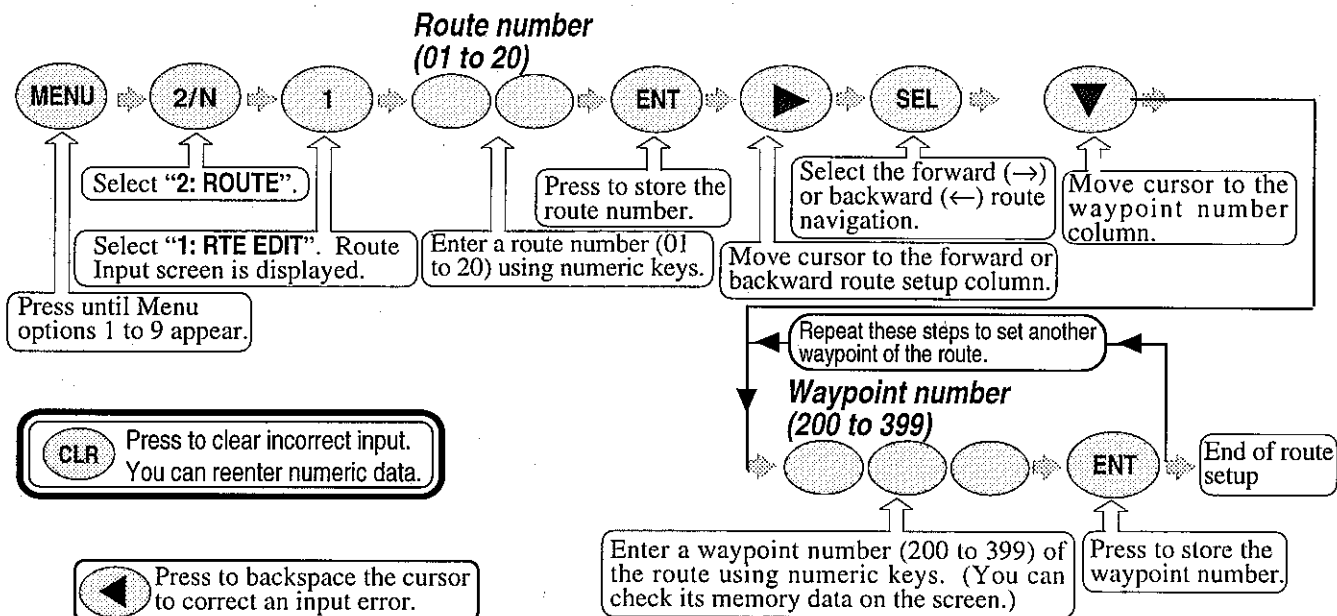 Route number
(01 to 20)
MENU
2/N
1
ENT
▶
SEL
▼
Select “2: ROUTE”.
Select “1: RTE EDIT”. Route
Input screen is displayed.
Press until Menu
options 1 to 9 appear.
Enter a route number (01
to 20) using numeric keys.
Press to store the
route number.
Move cursor to the forward or
backward route setup column.
Select the forward (→)
or backward (←) route
navigation.
Move cursor to the
waypoint number
column.
Repeat these steps to set another
waypoint of the route.
Waypoint number
(200 to 399)
ENT
End of route
setup
Enter a waypoint number (200 to 399) of
the route using numeric keys. (You can
check its memory data on the screen.)
Press to store the
waypoint number.
CLR
Press to clear incorrect input.
You can reenter numeric data.
◀
Press to backspace the cursor
to correct an input error.